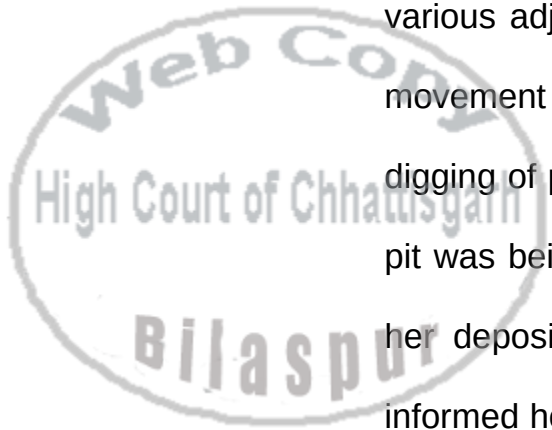 various adj
movement
digging of p
pit was bei
her deposi
informed he
Web Copy
High Court of Chhattisgarh
Bilaspur